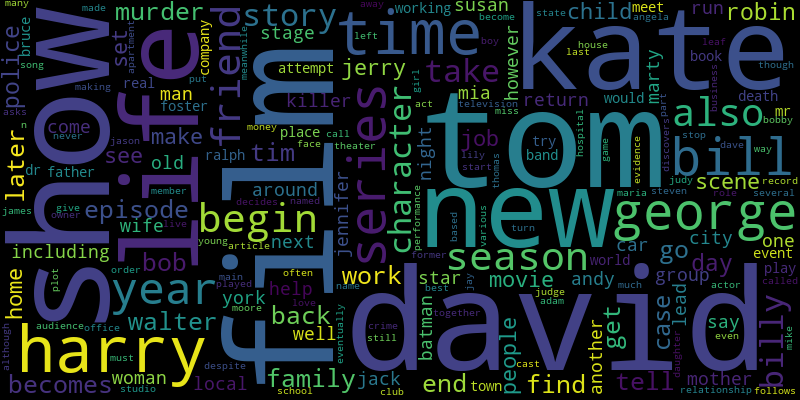 many
made
murder
story
friend
time
kate
susan
child
run
robin
away
working
become
state
angela
meet
bruce
police
company
set
stage
however
left
boy
last
house
leaf
though
song
show
life
film
making
real
apartment
put
meanwhile
attempt
jerry
take
marty
book
death
business
mr
bobby
asks
n
man
foster
killer
girl
mia
return
would
also
part
come
never
make
place
call
money
act
television
miss
job
tom
jason
face
theater
band
try
hospital
game
evidence
discovers
stop
dave
way
bill
later
see
old
ralph
tim
series
character
night
lily
start
thomas
dr
father
member
around
judy
scene
record
james
give
owner
episode
wife
live
decides
named
jennifer
performance
new
maria
steven
role
several
george
begin
based
various
turn
including
young
article
next
season
car
go
city
one
event
bob
main
often
former
movie
andy
world
group
day
play
called
home
plot
order
year
played
york
help
love
name
work
star
jay
judge
adam
best
much
case
lead
actor
audience
office
walter
moore
back
well
batman
david
people
together
get
say
even
billy
mike
although
harry
must
despite
crime
still
eventually
another
daughter
becomes
woman
studio
local
family
school
jack
club
end
town
cast
find
tell
mother
relationship
follows